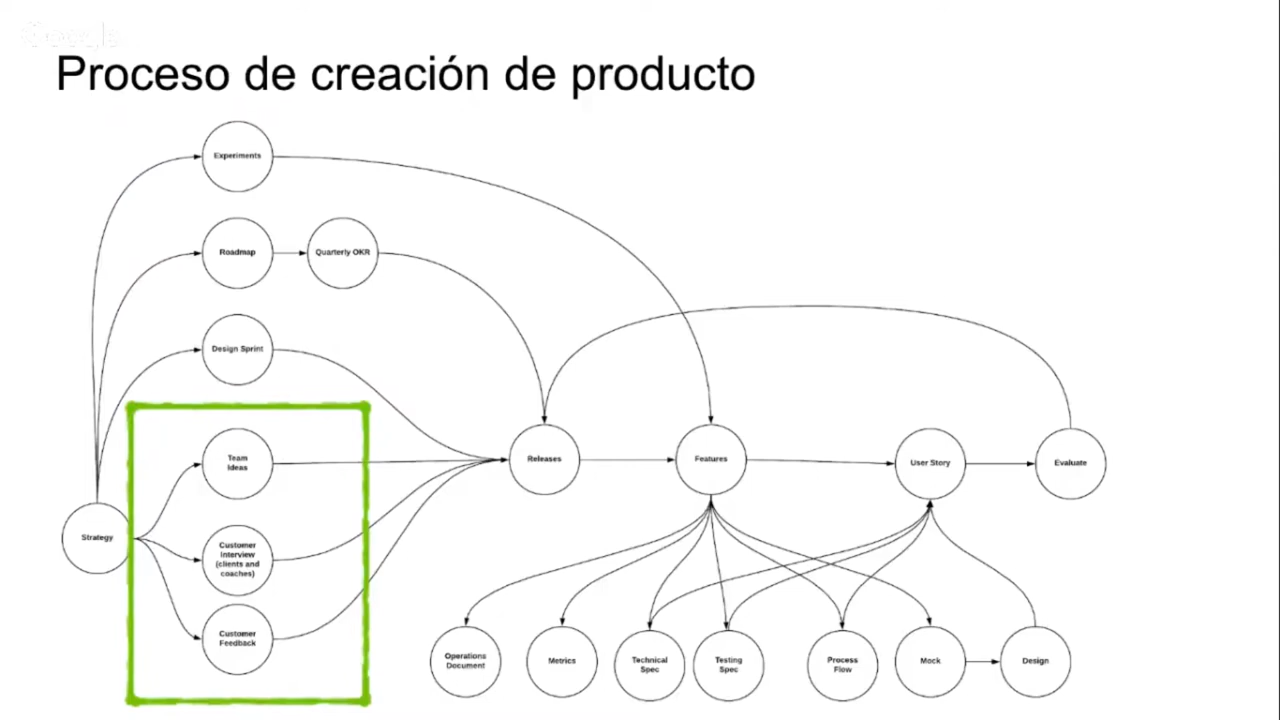 Google
Proceso de creación de producto
Experiments
Roadmap
Quarterly OKR
Design Sprint
Team
Ideas
Releases
Features
User Story
Evaluate
Strategy
Customer
Interview
(clients and
coaches)
Customer
Feedback
Operations
Document
Metrics
Technical
Spec
Testing
Spec
Process
Flow
Mock
Design